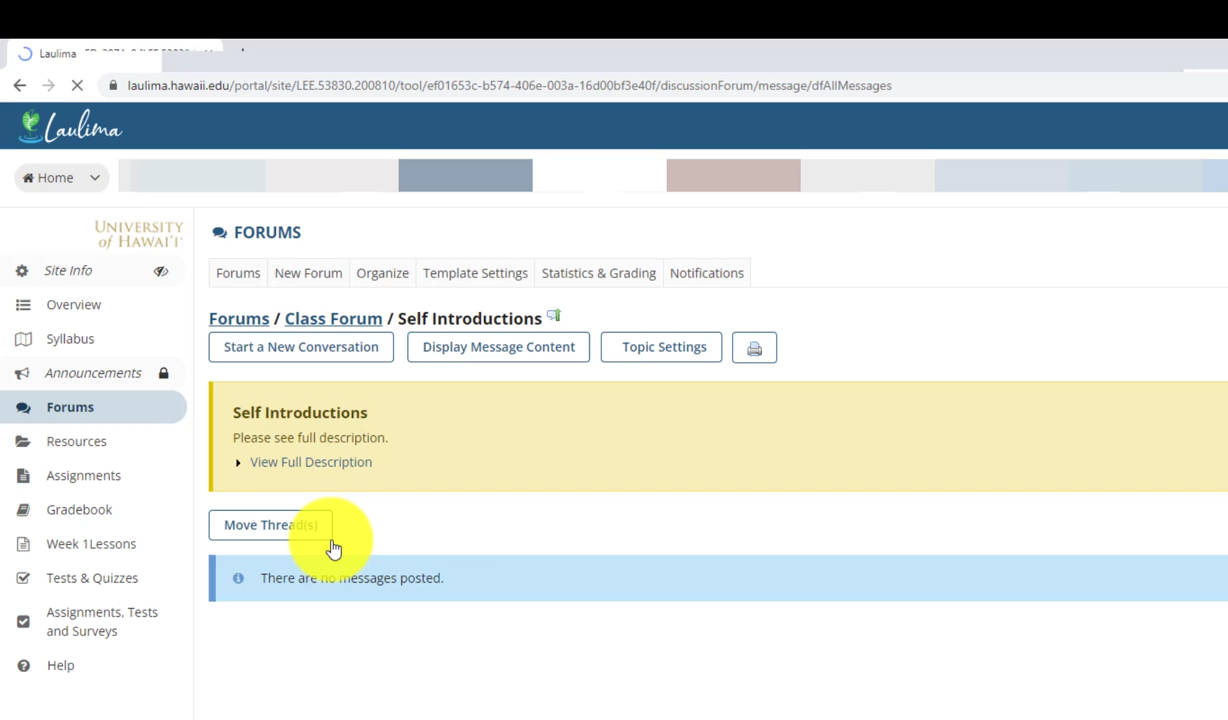 Laulima
laulima.hawaii.edu/portal/site/LEE.53830.200810/tool/ef01653c-b574-406e-003a-16d00bf3e40f/discussionForum/message/dfAllMessages
Laulima
Home
UNIVERSITY
of HAWAI'I
Site Info
Overview
Syllabus
Announcements
Forums
Resources
Assignments
Gradebook
Week 1Lessons
Tests & Quizzes
Assignments, Tests
and Surveys
Help
FORUMS
Forums New Forum Organize Template Settings Statistics & Grading Notifications
Forums / Class Forum / Self Introductions
Start a New Conversation Display Message Content Topic Settings
Self Introductions
Please see full description.
View Full Description
Move Thread(s)
There are no messages posted.